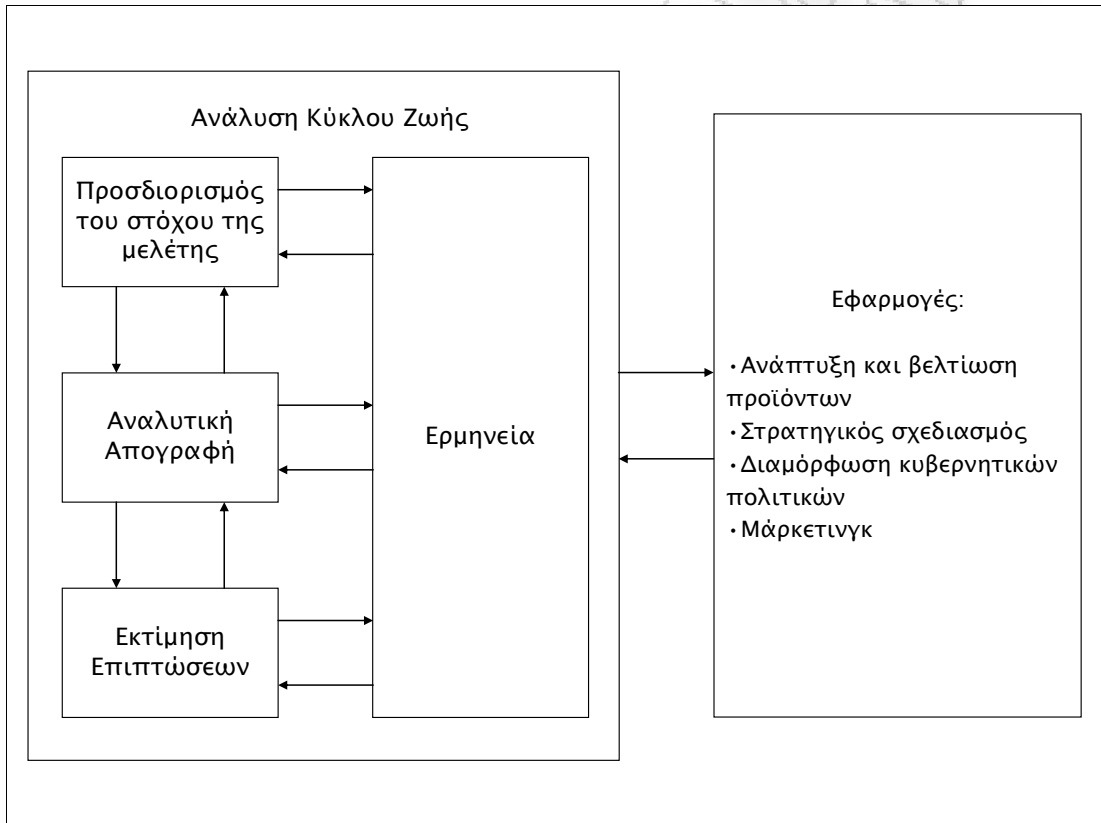 Ανάλυση Κύκλου Ζωής
Προσδιορισμός
του στόχου της
μελέτης
Αναλυτική
Απογραφή
Εκτίμηση
Επιπτώσεων
Ερμηνεία
Εφαρμογές:
•Ανάπτυξη και βελτίωση
προϊόντων
•Στρατηγικός σχεδιασμός
•Διαμόρφωση κυβερνητικών
πολιτικών
•Μάρκετινγκ